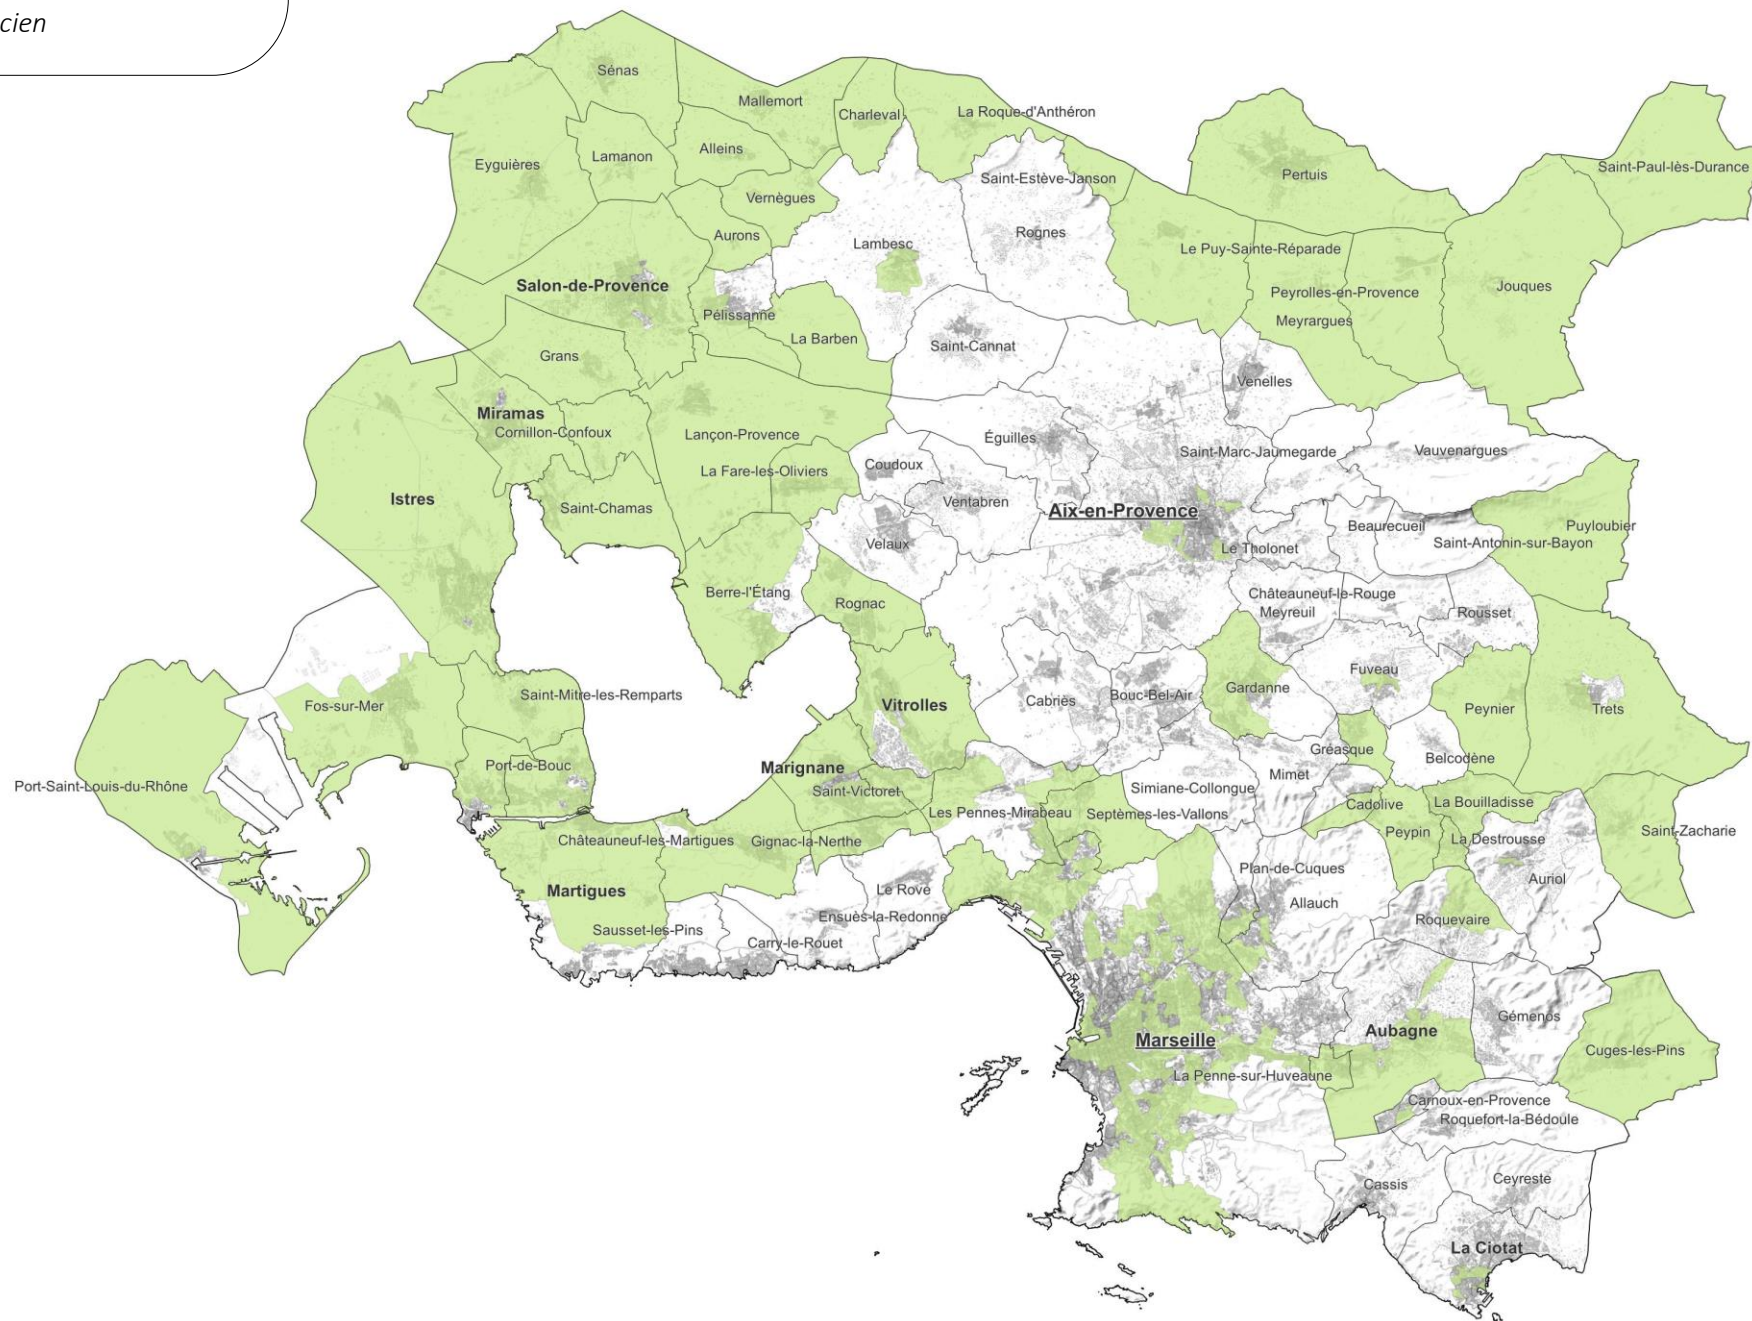 cien
Sénas
Mallemort
Charleval
La Roque-d'Anthéron
Alleins
Lamanon
Eyguières
Saint-Paul-lès-Durance
Pertuis
Saint-Estève-Janson
Vernègues
Aurons
Rognes
Lambesc
Le Puy-Sainte-Réparade
Salon-de-Provence
Jouques
Peyrolles-en-Provence
Pélissanne
Meyrargues
La Barben
Saint-Cannat
Grans
Venelles
Miramas
Cornillon-Confoux
Lançon-Provence
Éguilles
Saint-Marc-Jaumegarde
Vauvenargues
Coudoux
La Fare-les-Oliviers
Istres
Saint-Chamas
Ventabren
Aix-en-Provence
Beaurecueil
Puyloubier
Velaux
Le Tholonet
Saint-Antonin-sur-Bayon
Berre-l'Étang
Rognac
Châteauneuf-le-Rouge
Meyreuil
Rousset
Fuveau
Saint-Mitre-les-Remparts
Fos-sur-Mer
Vitrolles
Cabriès
Bouc-Bel-Air
Gardanne
Peynier
Trets
Gréasque
Belcodène
Port-de-Bouc
Marignane
Mimet
Port-Saint-Louis-du-Rhône
Saint-Victoret
Simiane-Collongue
Cadolive
La Bouilladisse
Les Pennes-Mirabeau
Septèmes-les-Vallons
Peypin
La Destrousse
Saint-Zacharie
Châteauneuf-les-Martigues
Gignac-la-Nerthe
Plan-de-Cuques
Auriol
Martigues
Le Rove
Allauch
Ensuès-la-Redonne
Roquevaire
Sausset-les-Pins
Carry-le-Rouet
Gémenos
Aubagne
Marseille
Cuges-les-Pins
La Penne-sur-Huveaune
Carnoux-en-Provence
Roquefort-la-Bédoule
Cassis
Ceyreste
La Ciotat